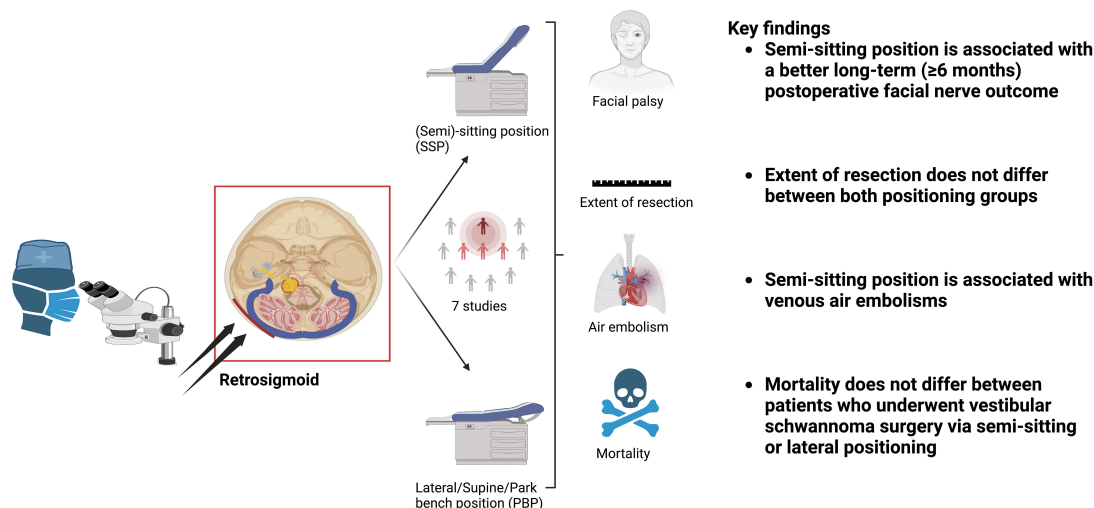 Retrosigmoid
(Semi)-sitting position
(SSP)
7 studies
Lateral/Supine/Park
bench position (PBP)
Facial palsy
Extent of resection
Air embolism
Mortality
Key findings
• Semi-sitting position is associated with
a better long-term (≥6 months)
postoperative facial nerve outcome
• Extent of resection does not differ
between both positioning groups
• Semi-sitting position is associated with
venous air embolisms
• Mortality does not differ between
patients who underwent vestibular
schwannoma surgery via semi-sitting
or lateral positioning